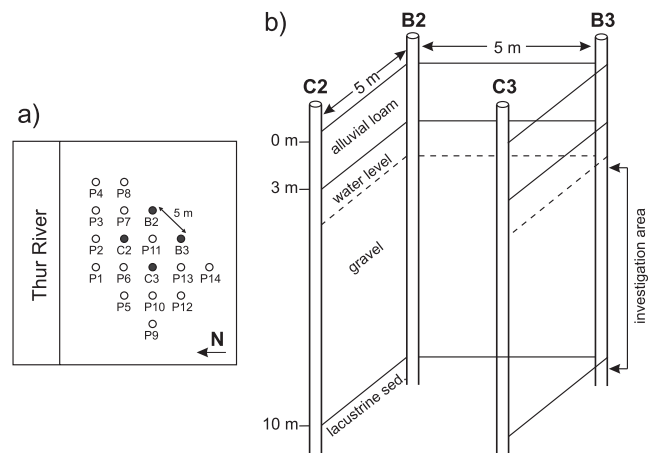 a)
Thur River
P4 P8
P3 P7 B2
5 m
P2 C2 P11 B3
P1 P6 C3 P13 P14
P5 P10 P12
P9
N
b)
B2
B3
5 m
5 m
C2
C3
0 m
alluvial loam
3 m
water level
gravel
investigation area
lacustrine sed.
10 m